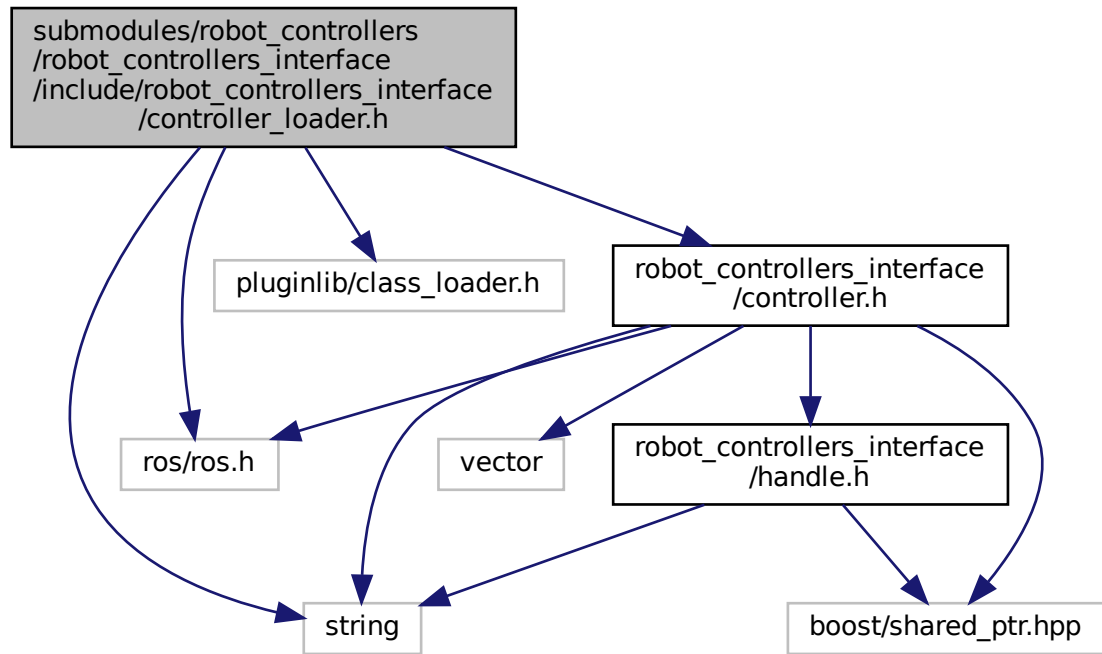 submodules/robot_controllers
/robot_controllers_interface
/include/robot_controllers_interface
/controller_loader.h
robot_controllers_interface
/controller.h
pluginlib/class_loader.h
ros/ros.h
vector
robot_controllers_interface
/handle.h
string
boost/shared_ptr.hpp